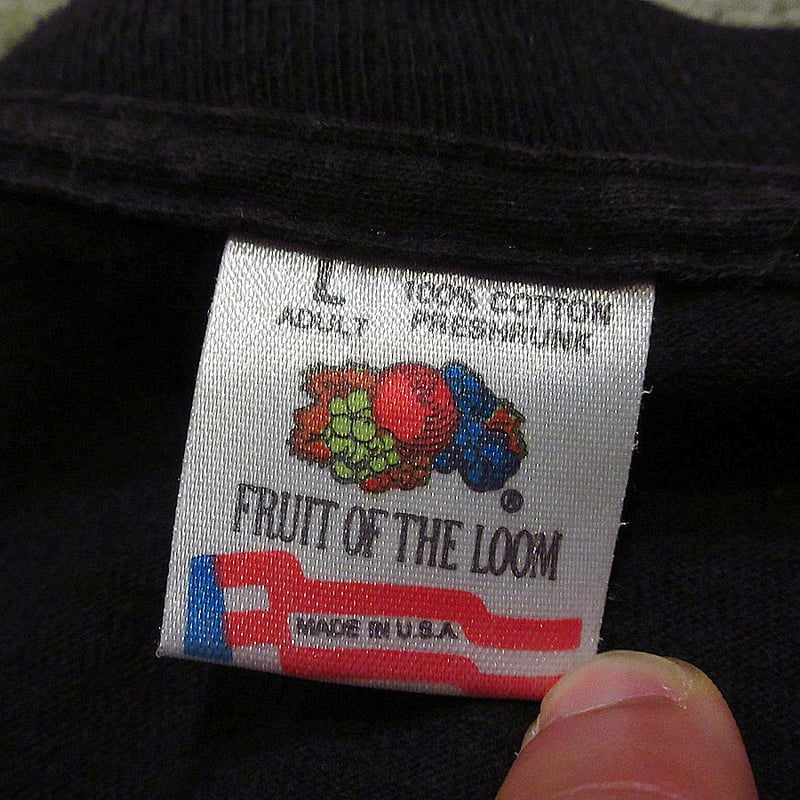 L 100% COTTON
ADULT PRESHRUNK
®
FRUIT OF THE LOOM
MADE IN U.S.A.